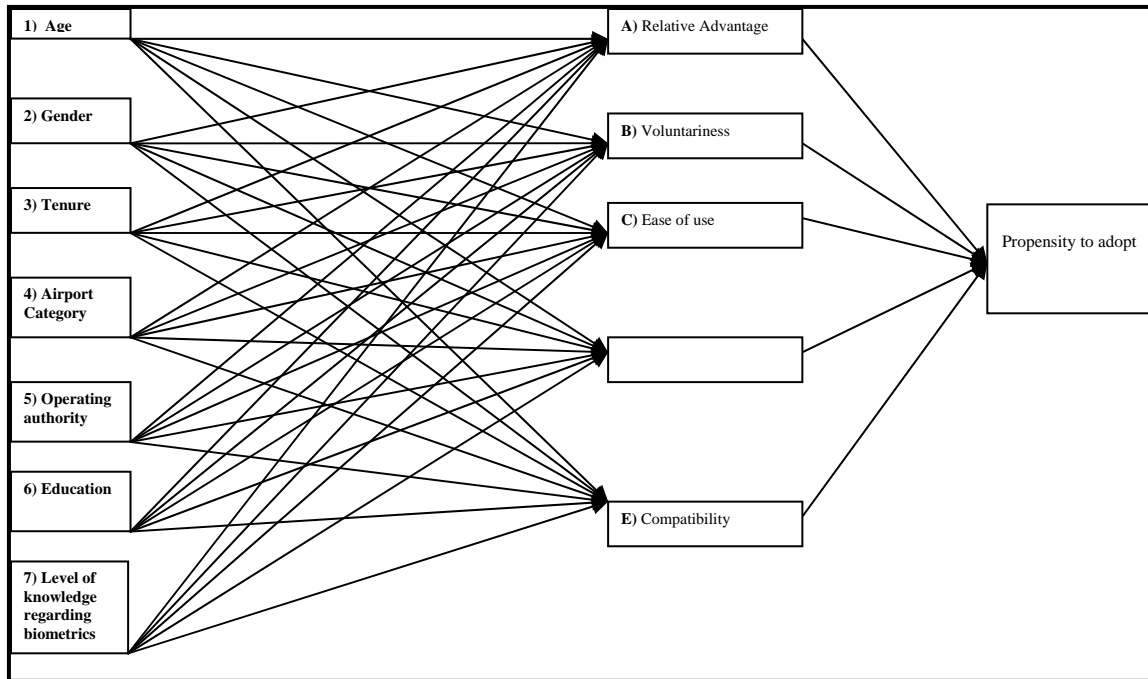 1) Age
2) Gender
3) Tenure
4) Airport
Category
5) Operating
authority
6) Education
7) Level of
knowledge
regarding
biometrics
A) Relative Advantage
B) Voluntariness
C) Ease of use
E) Compatibility
Propensity to adopt